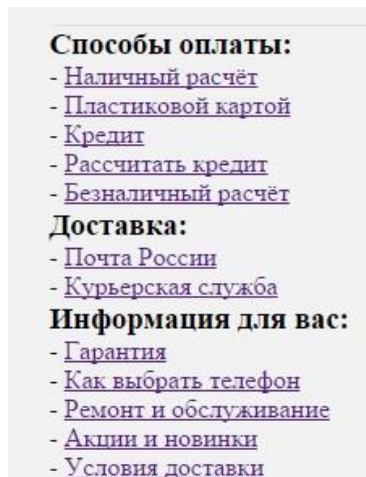 Способы оплаты:
- Наличный расчёт
- Пластиковой картой
- Кредит
- Рассчитать кредит
- Безналичный расчёт
Доставка:
- Почта России
- Курьерская служба
Информация для вас:
- Гарантия
- Как выбрать телефон
- Ремонт и обслуживание
- Акции и новинки
- Условия доставки